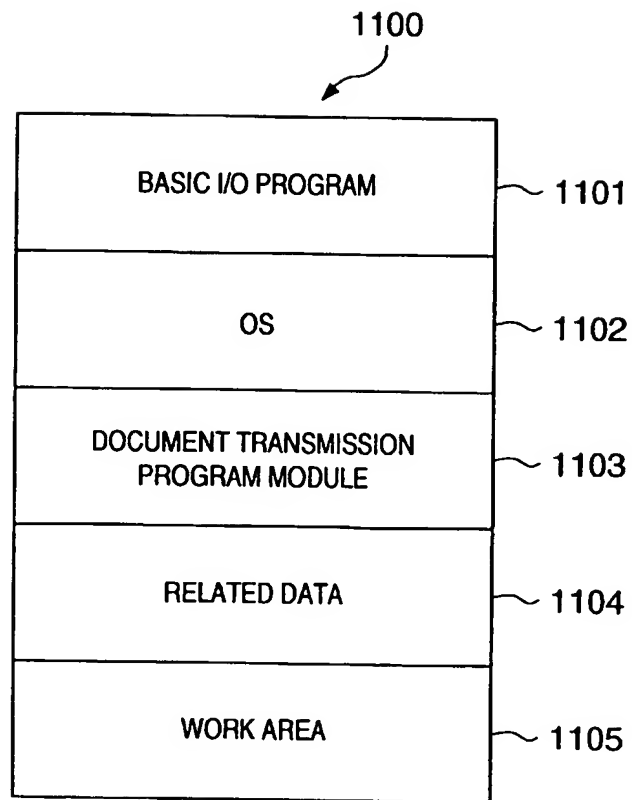 1100
BASIC I/O PROGRAM
1101
OS
1102
DOCUMENT TRANSMISSION
PROGRAM MODULE
1103
RELATED DATA
1104
WORK AREA
1105